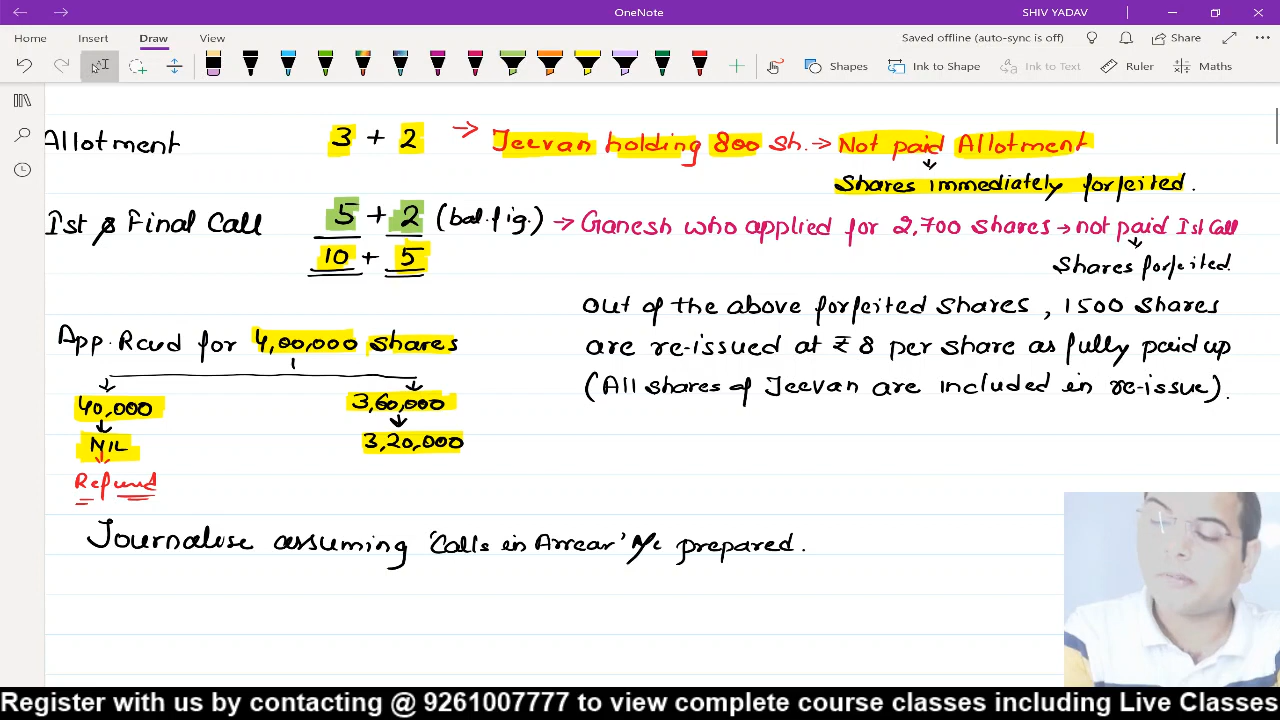 OneNote
SHIV YADAV
Home Insert Draw View
Saved offline (auto-sync is off)
Share
Shapes
Ink to Shape
Ink to Text
Ruler
Maths
Allotment 3 + 2 → Jeevan holding 800 Sh. → Not paid Allotment
Shares immediately forfeited.
Ist & Final Call 5 + 2 (bal. fig.) → Ganesh who applied for 2,700 shares → not paid Ist Call
10 + 5
Shares forfeited.
out of the above forfeited shares, 1500 shares
are re-issued at ₹ 8 per share as fully paid up
(All shares of Jeevan are included in re-issue).
App. Rcvd for 4,00,000 shares
40,000 3,60,000
NIL 3,20,000
Refund
Journalise assuming 'Calls in Arrear' A/c prepared.
Register with us by contacting @ 9261007777 to view complete course classes including Live Classes